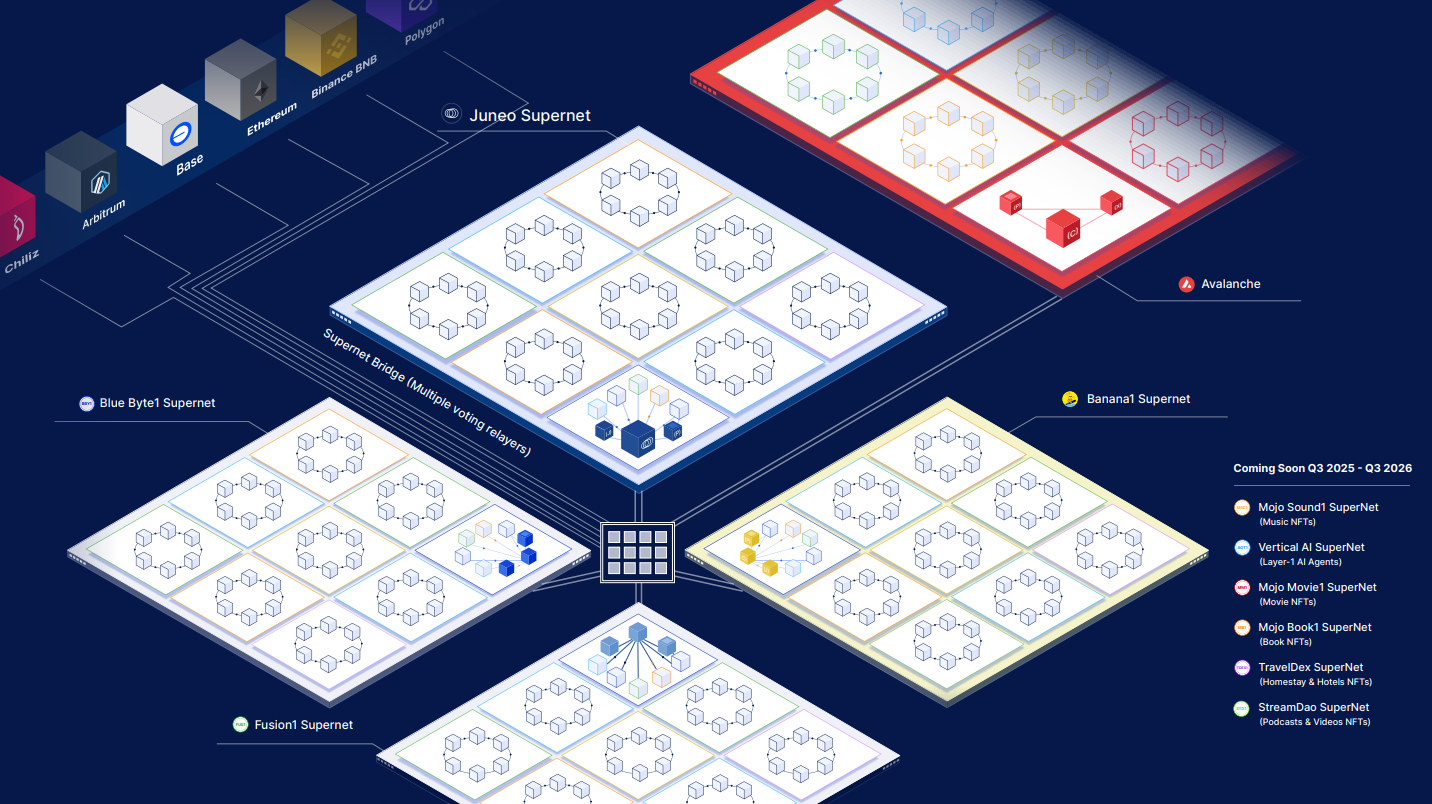 Polygon
Binance BNB
Ethereum
Base
Arbitrum
Chiliz
Juneo Supernet
Avalanche
(P)
(X)
(C)
Supernet Bridge (Multiple voting relayers)
(J)
(P)
Blue Byte1 Supernet
Banana1 Supernet
Fusion1 Supernet
Coming Soon Q3 2025 - Q3 2026
Mojo Sound1 SuperNet
(Music NFTs)
Vertical AI SuperNet
(Layer-1 AI Agents)
Mojo Movie1 SuperNet
(Movie NFTs)
Mojo Book1 SuperNet
(Book NFTs)
TravelDex SuperNet
(Homestay & Hotels NFTs)
StreamDao SuperNet
(Podcasts & Videos NFTs)